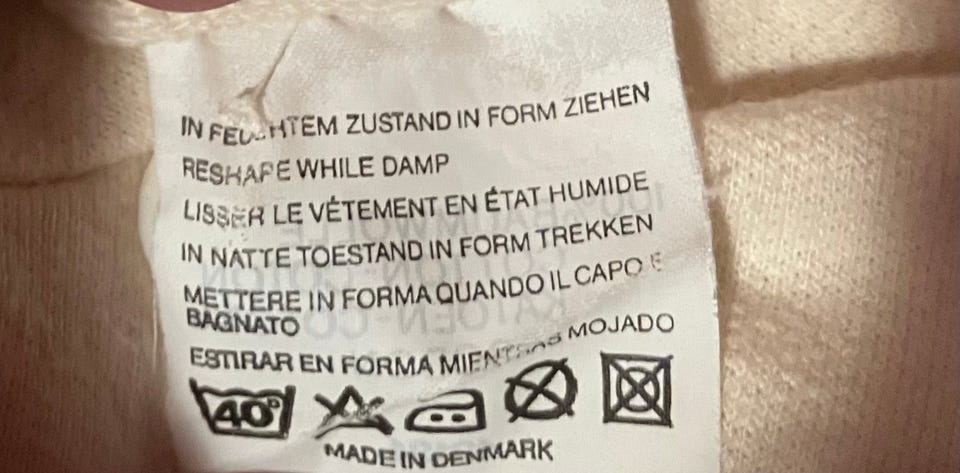 IN FEUCHTEM ZUSTAND IN FORM ZIEHEN
RESHAPE WHILE DAMP
LISSER LE VÊTEMENT EN ÉTAT HUMIDE
IN NATTE TOESTAND IN FORM TREKKEN
METTERE IN FORMA QUANDO IL CAPO E
BAGNATO
ESTIRAR EN FORMA MIENTRAS MOJADO
40°
MADE IN DENMARK